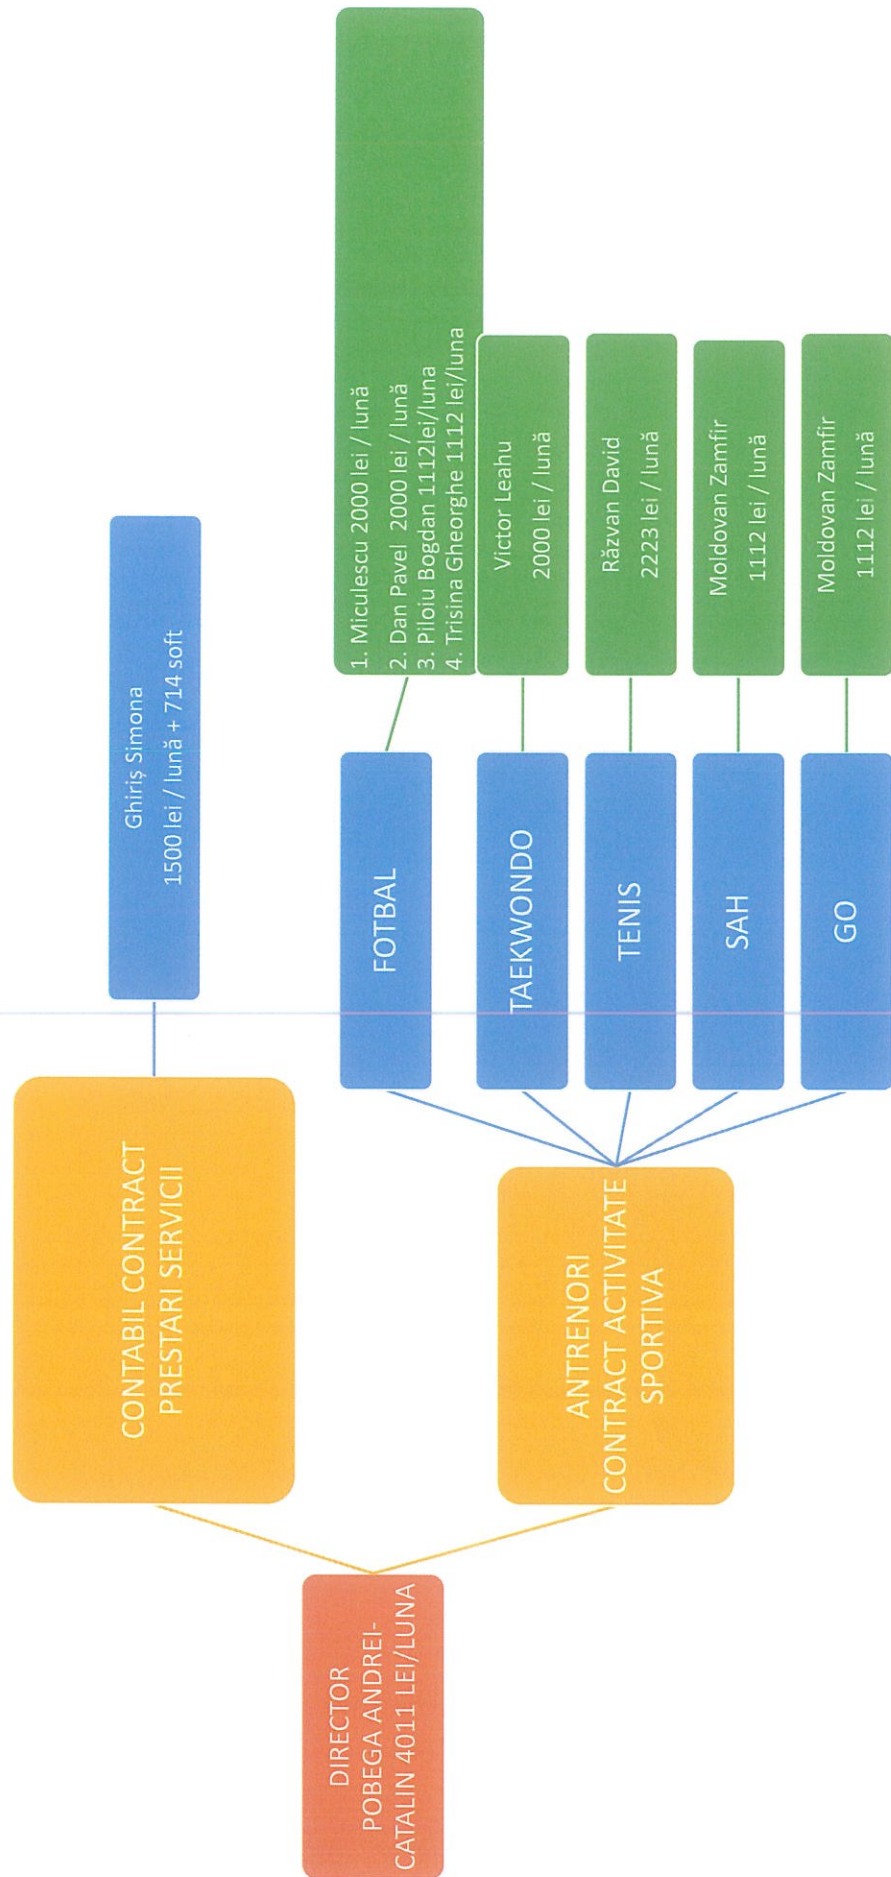 DIRECTOR
POBEGA ANDREI-
CATALIN 4011 LEI/LUNA
CONTABIL CONTRACT
PRESTARI SERVICII
Ghiriș Simona
1500 lei / lună + 714 soft
ANTRENORI
CONTRACT ACTIVITATE
SPORTIVA
FOTBAL
1. Miculescu 2000 lei / lună
2. Dan Pavel 2000 lei / lună
3. Piloiu Bogdan 1112lei/luna
4. Trisina Gheorghe 1112 lei/luna
TAEKWONDO
Victor Leahu
2000 lei / lună
TENIS
Răzvan David
2223 lei / lună
SAH
Moldovan Zamfir
1112 lei / lună
GO
Moldovan Zamfir
1112 lei / lună